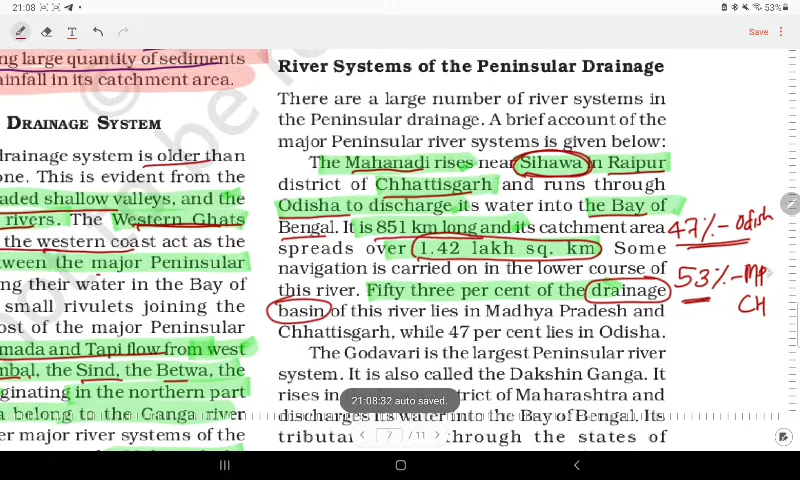 21:08
53%
Save
ng large quantity of sediments
ainfall in its catchment area.
DRAINAGE SYSTEM
drainage system is older than
one. This is evident from the
aded shallow valleys, and the
rivers. The Western Ghats
the western coast act as the
etween the major Peninsular
ng their water in the Bay of
small rivulets joining the
ost of the major Peninsular
mada and Tapi flow from west
mbal, the Sind, the Betwa, the
ginating in the northern part
a belong to the Ganga river
er major river systems of the
River Systems of the Peninsular Drainage
There are a large number of river systems in
the Peninsular drainage. A brief account of the
major Peninsular river systems is given below:
The Mahanadi rises near Sihawa in Raipur
district of Chhattisgarh and runs through
Odisha to discharge its water into the Bay of
Bengal. It is 851 km long and its catchment area
spreads over 1.42 lakh sq. km Some
navigation is carried on in the lower course of
this river. Fifty three per cent of the drainage
basin of this river lies in Madhya Pradesh and
Chhattisgarh, while 47 per cent lies in Odisha.
The Godavari is the largest Peninsular river
system. It is also called the Dakshin Ganga. It
rises in trict of Maharashtra and
discharges its water into the Bay of Bengal. Its
tributar through the states of
47% - Odish
53% - MP
CH
21:08:32 auto saved.
7 / 11